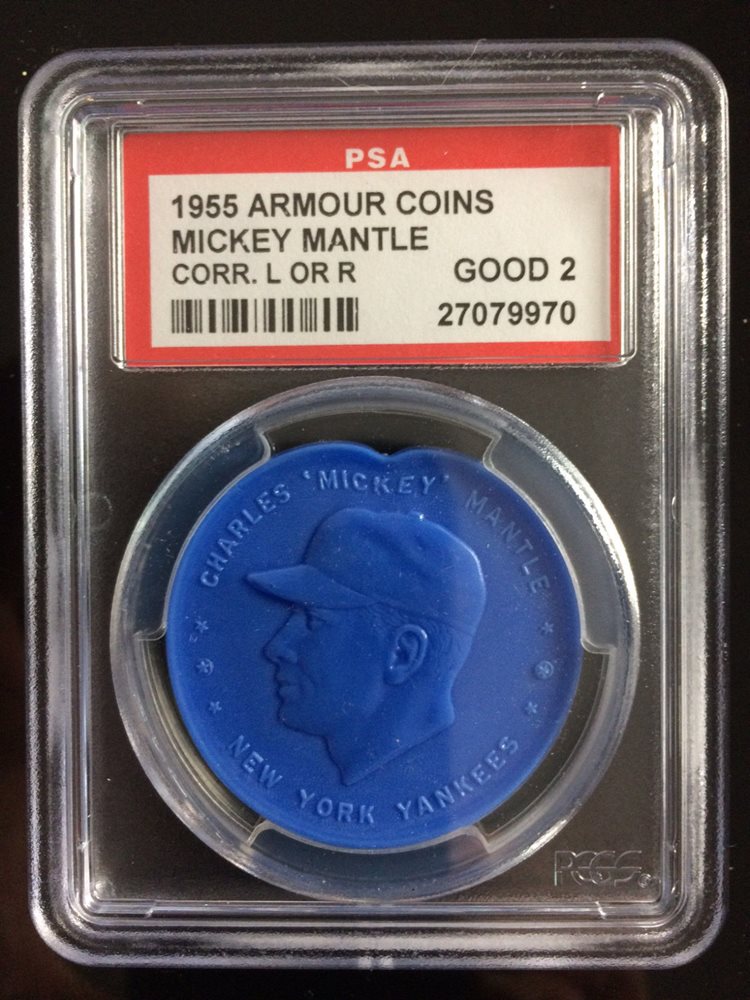 PSA
1955 ARMOUR COINS
MICKEY MANTLE
CORR. L OR R GOOD 2
27079970
CHARLES 'MICKEY' MANTLE
NEW YORK YANKEES
PCGS